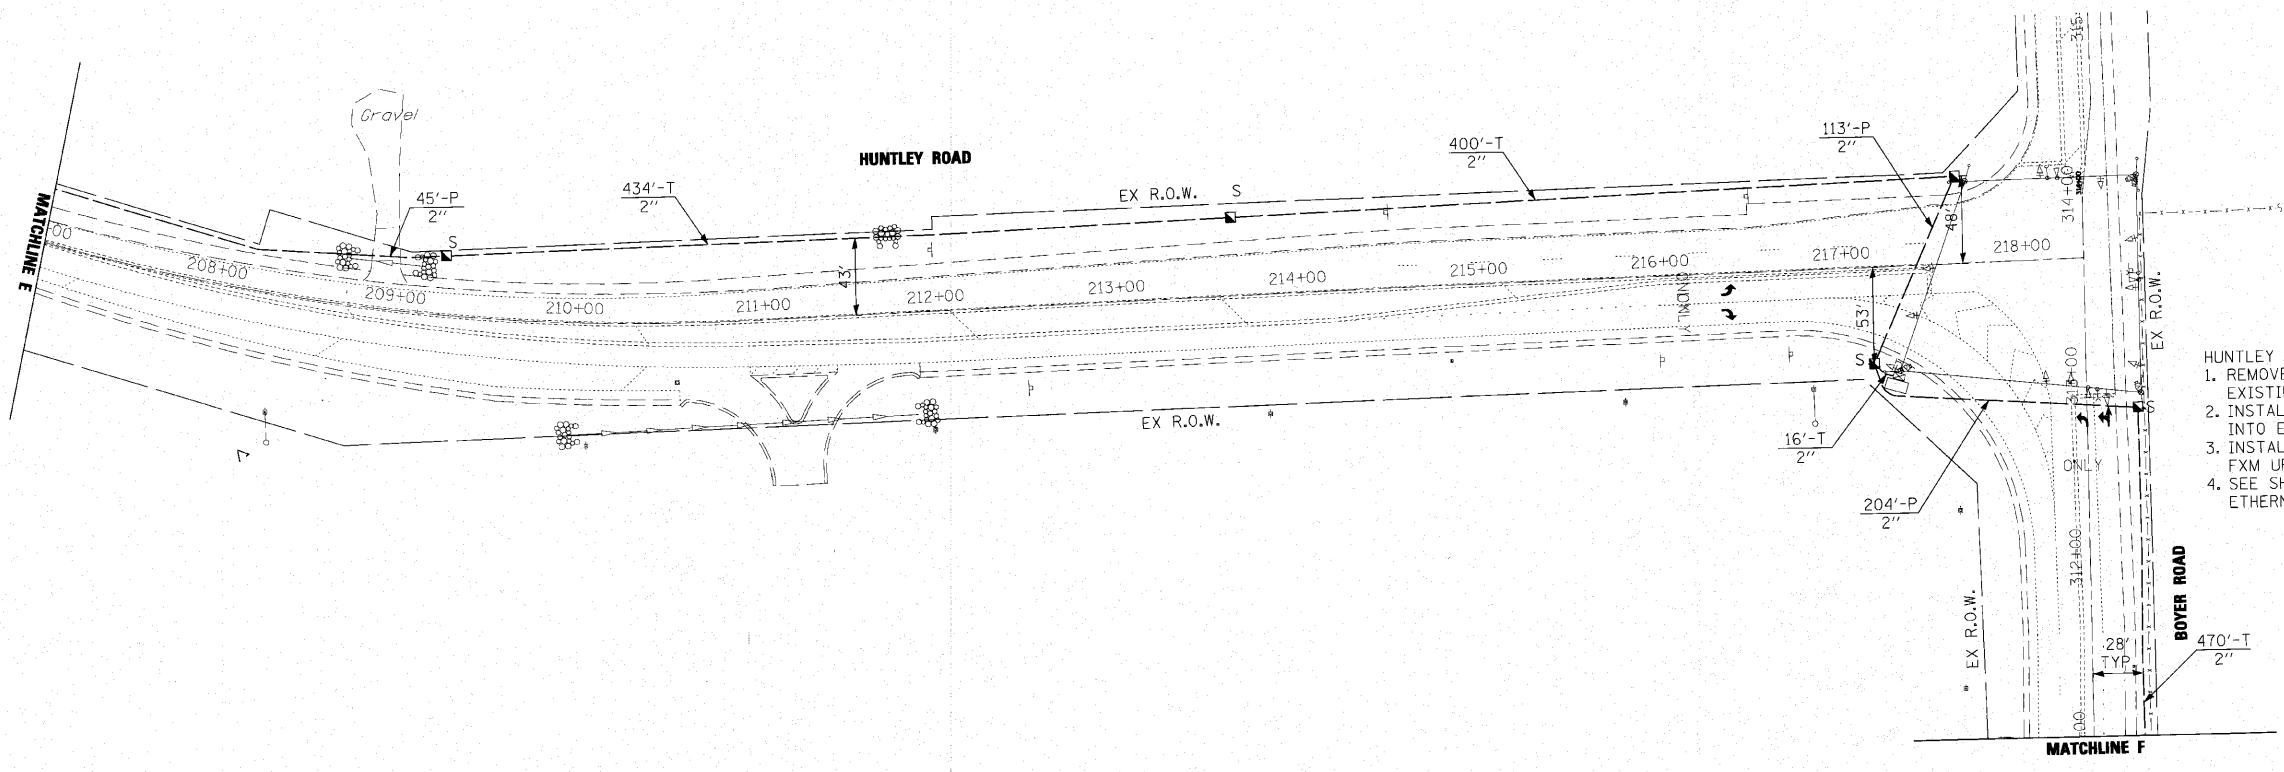 Gravel
HUNTLEY ROAD
MATCHLINE E
45'-P
2''
434'-T
2''
400'-T
2''
113'-P
2''
EX R.O.W.
S
S
00
208+00
209+00
210+00
211+00
212+00
213+00
214+00
215+00
216+00
217+00
218+00
43'
48'
53'
S
S
315
314+00
313+00
312+00
00
EX R.O.W.
EX R.O.W.
EX R.O.W.
ONLY
16'-T
2''
204'-P
2''
HUNTLEY
1. REMOVE
EXISTI
2. INSTAL
INTO E
3. INSTAL
FXM U
4. SEE SH
ETHERN
BOYER ROAD
28'
TYP
470'-T
2''
MATCHLINE F